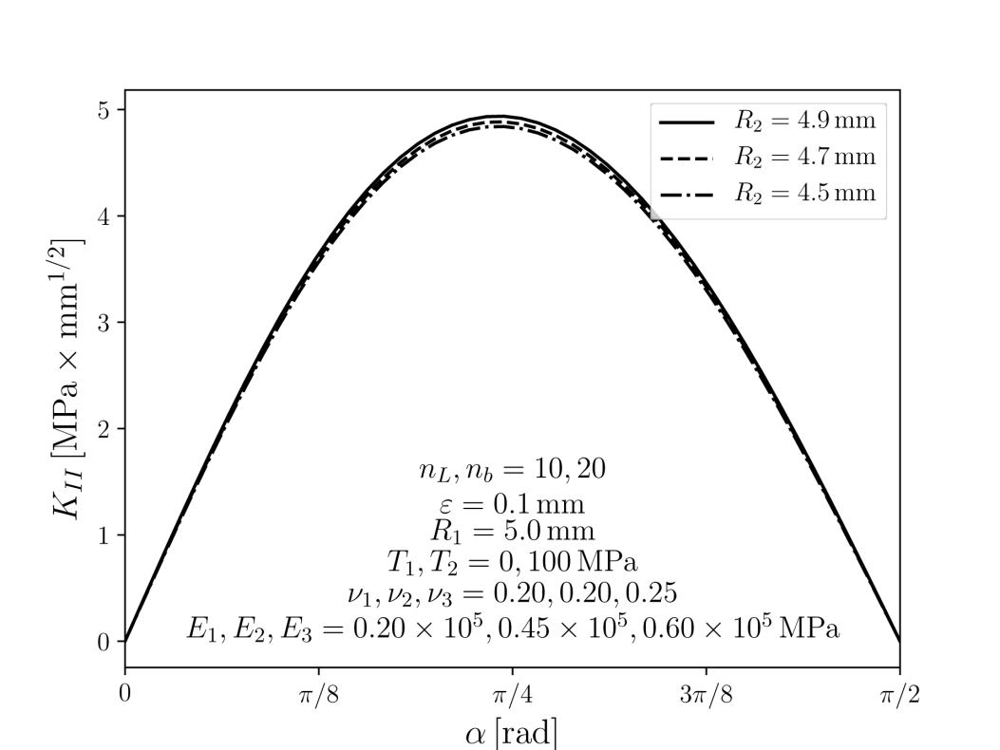 5
4
3
2
1
0
K_{II} [MPa × mm^{1/2}]
R_2 = 4.9 mm
R_2 = 4.7 mm
R_2 = 4.5 mm
n_L, n_b = 10, 20
ε = 0.1 mm
R_1 = 5.0 mm
T_1, T_2 = 0, 100 MPa
ν_1, ν_2, ν_3 = 0.20, 0.20, 0.25
E_1, E_2, E_3 = 0.20 × 10^5, 0.45 × 10^5, 0.60 × 10^5 MPa
0 π/8 π/4 3π/8 π/2
α [rad]